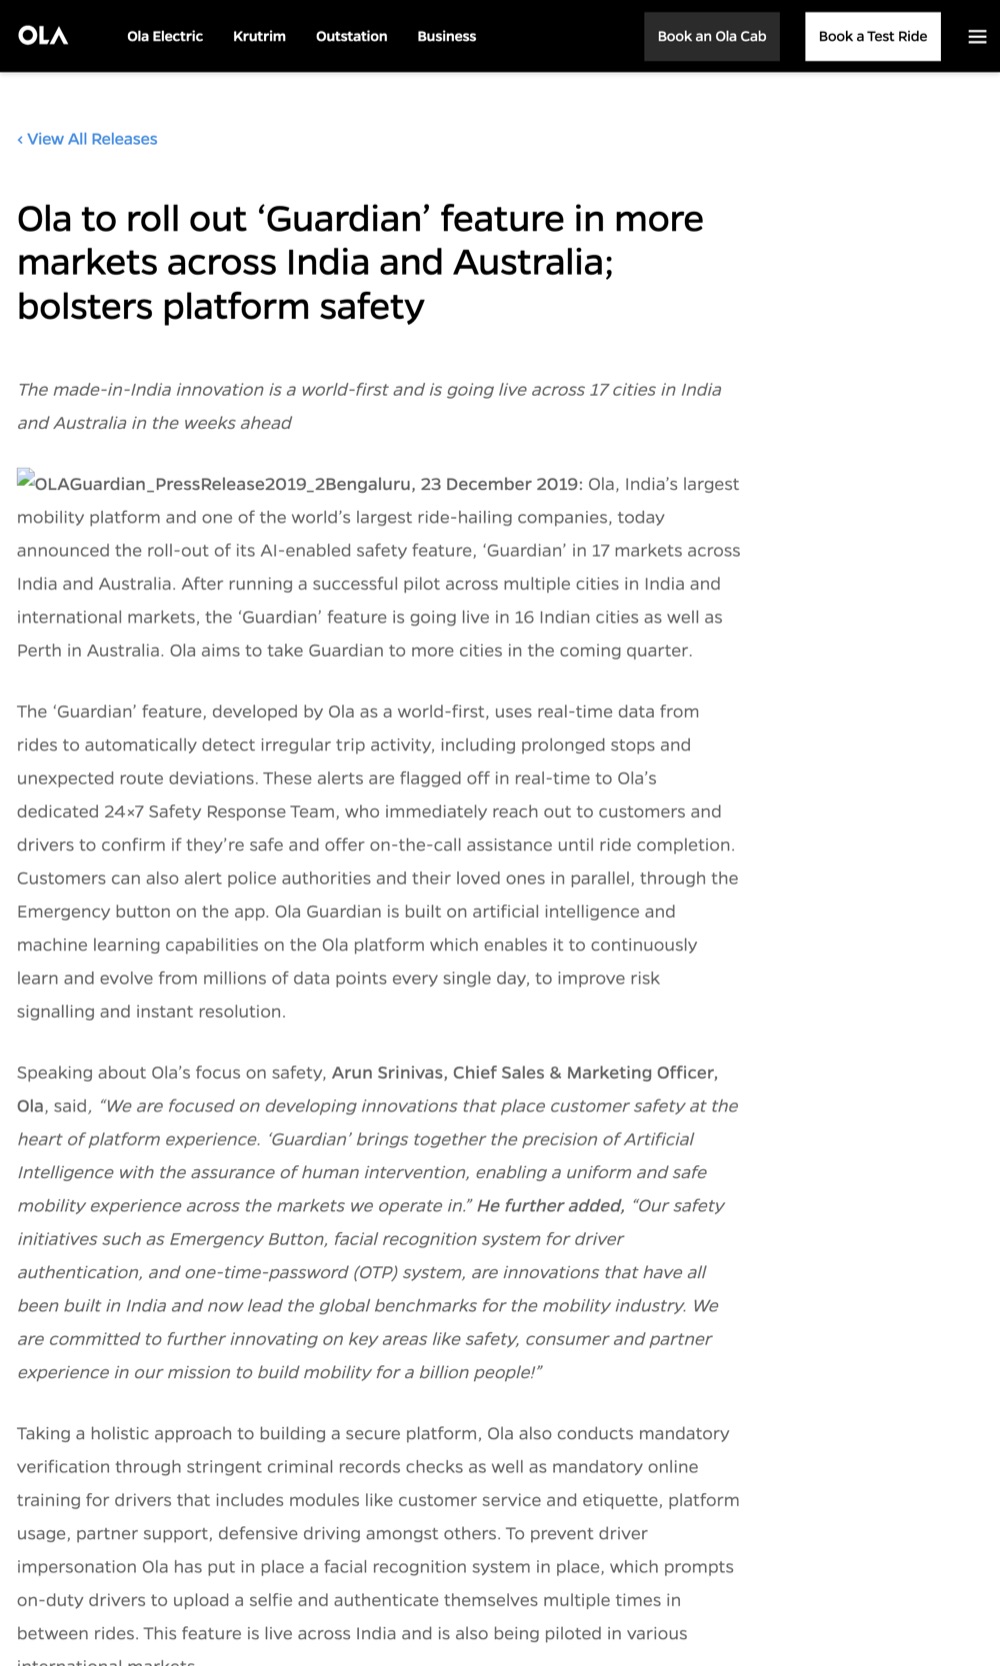 OLA
Ola Electric
Krutrim
Outstation
Business
Book an Ola Cab
Book a Test Ride
‹ View All Releases
Ola to roll out ‘Guardian’ feature in more
markets across India and Australia;
bolsters platform safety
The made-in-India innovation is a world-first and is going live across 17 cities in India
and Australia in the weeks ahead
OLAGuardian_PressRelease2019_2Bengaluru, 23 December 2019: Ola, India’s largest
mobility platform and one of the world’s largest ride-hailing companies, today
announced the roll-out of its AI-enabled safety feature, ‘Guardian’ in 17 markets across
India and Australia. After running a successful pilot across multiple cities in India and
international markets, the ‘Guardian’ feature is going live in 16 Indian cities as well as
Perth in Australia. Ola aims to take Guardian to more cities in the coming quarter.
The ‘Guardian’ feature, developed by Ola as a world-first, uses real-time data from
rides to automatically detect irregular trip activity, including prolonged stops and
unexpected route deviations. These alerts are flagged off in real-time to Ola’s
dedicated 24×7 Safety Response Team, who immediately reach out to customers and
drivers to confirm if they’re safe and offer on-the-call assistance until ride completion.
Customers can also alert police authorities and their loved ones in parallel, through the
Emergency button on the app. Ola Guardian is built on artificial intelligence and
machine learning capabilities on the Ola platform which enables it to continuously
learn and evolve from millions of data points every single day, to improve risk
signalling and instant resolution.
Speaking about Ola’s focus on safety, Arun Srinivas, Chief Sales & Marketing Officer,
Ola, said, “We are focused on developing innovations that place customer safety at the
heart of platform experience. ‘Guardian’ brings together the precision of Artificial
Intelligence with the assurance of human intervention, enabling a uniform and safe
mobility experience across the markets we operate in.” He further added, “Our safety
initiatives such as Emergency Button, facial recognition system for driver
authentication, and one-time-password (OTP) system, are innovations that have all
been built in India and now lead the global benchmarks for the mobility industry. We
are committed to further innovating on key areas like safety, consumer and partner
experience in our mission to build mobility for a billion people!”
Taking a holistic approach to building a secure platform, Ola also conducts mandatory
verification through stringent criminal records checks as well as mandatory online
training for drivers that includes modules like customer service and etiquette, platform
usage, partner support, defensive driving amongst others. To prevent driver
impersonation Ola has put in place a facial recognition system in place, which prompts
on-duty drivers to upload a selfie and authenticate themselves multiple times in
between rides. This feature is live across India and is also being piloted in various
international markets.